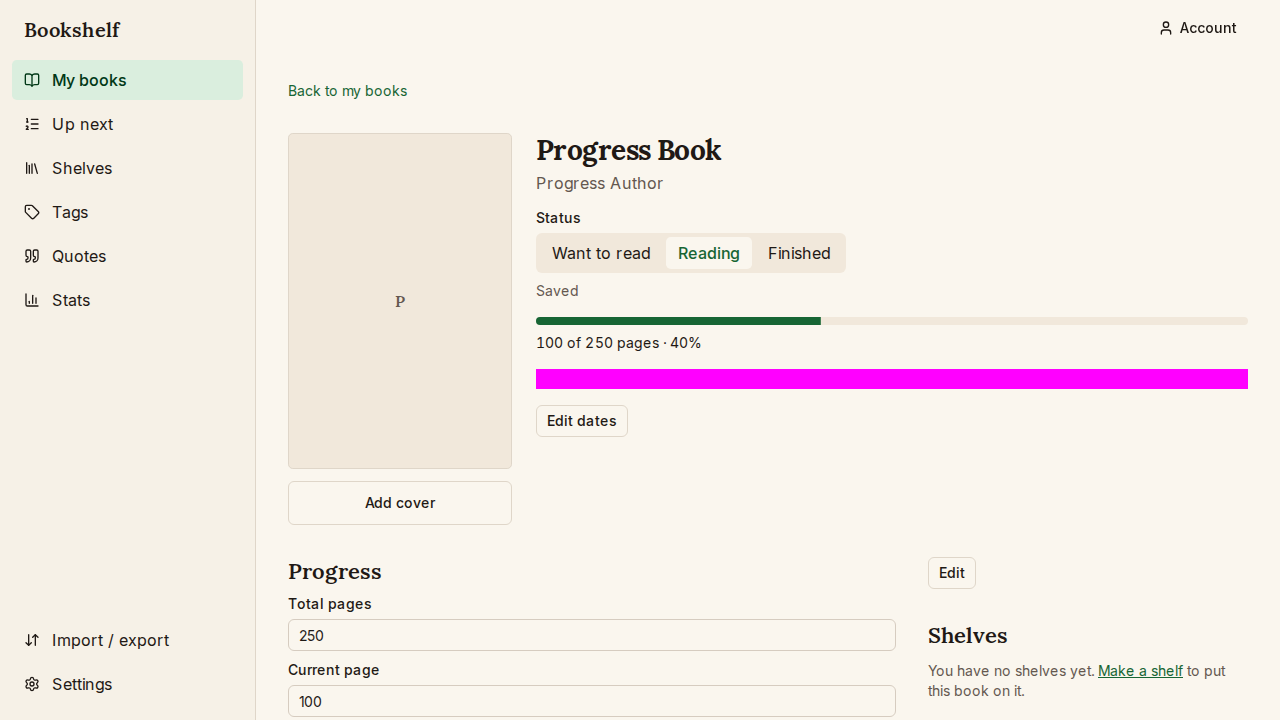 Bookshelf
My books
Up next
Shelves
Tags
Quotes
Stats
Import / export
Settings
Account
Back to my books
P
Add cover
Progress Book
Progress Author
Status
Want to read
Reading
Finished
Saved
100 of 250 pages · 40%
Edit dates
Progress
Total pages
250
Current page
100
Edit
Shelves
You have no shelves yet. Make a shelf to put
this book on it.